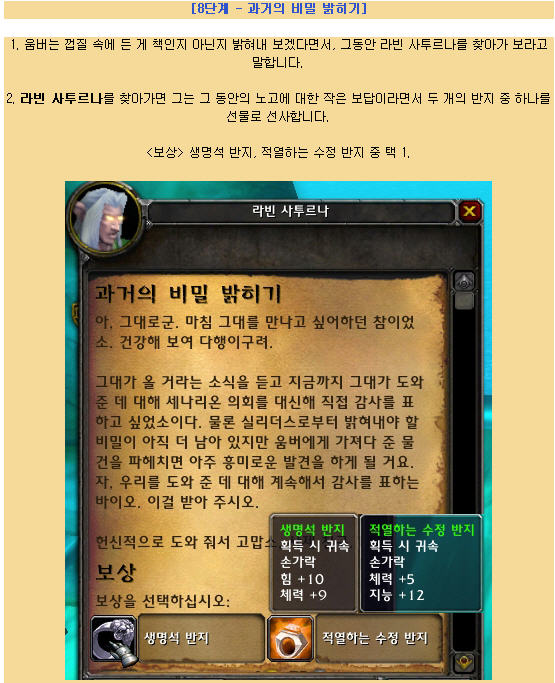 [8단계 - 과거의 비밀 밝히기]
1. 움버는 껍질 속에 든 게 책인지 아닌지 밝혀내 보겠다면서, 그동안 라빈 사투르나를 찾아가 보라고
말합니다.
2. 라빈 사투르나를 찾아가면 그는 그 동안의 노고에 대한 작은 보답이라면서 두 개의 반지 중 하나를
선물로 선사합니다.
<보상> 생명석 반지, 적열하는 수정 반지 중 택 1.
라빈 사투르나
과거의 비밀 밝히기
아, 그대로군. 마침 그대를 만나고 싶어하던 참이었
소. 건강해 보여 다행이구려.
그대가 올 거라는 소식을 듣고 지금까지 그대가 도와
준 데 대해 세나리온 의회를 대신해 직접 감사를 표
하고 싶었소이다. 물론 실리더스로부터 밝혀내야 할
비밀이 아직 더 남아 있지만 움버에게 가져다 준 물
건을 파헤치면 아주 흥미로운 발견을 하게 될 거요.
자, 우리를 도와 준 데 대해 계속해서 감사를 표하는
바이오. 이걸 받아 주시오.
헌신적으로 도와 줘서 고맙소
생명석 반지
획득 시 귀속
손가락
힘 +10
체력 +9
적열하는 수정 반지
획득 시 귀속
손가락
체력 +5
지능 +12
보상
보상을 선택하십시오:
생명석 반지
적열하는 수정 반지